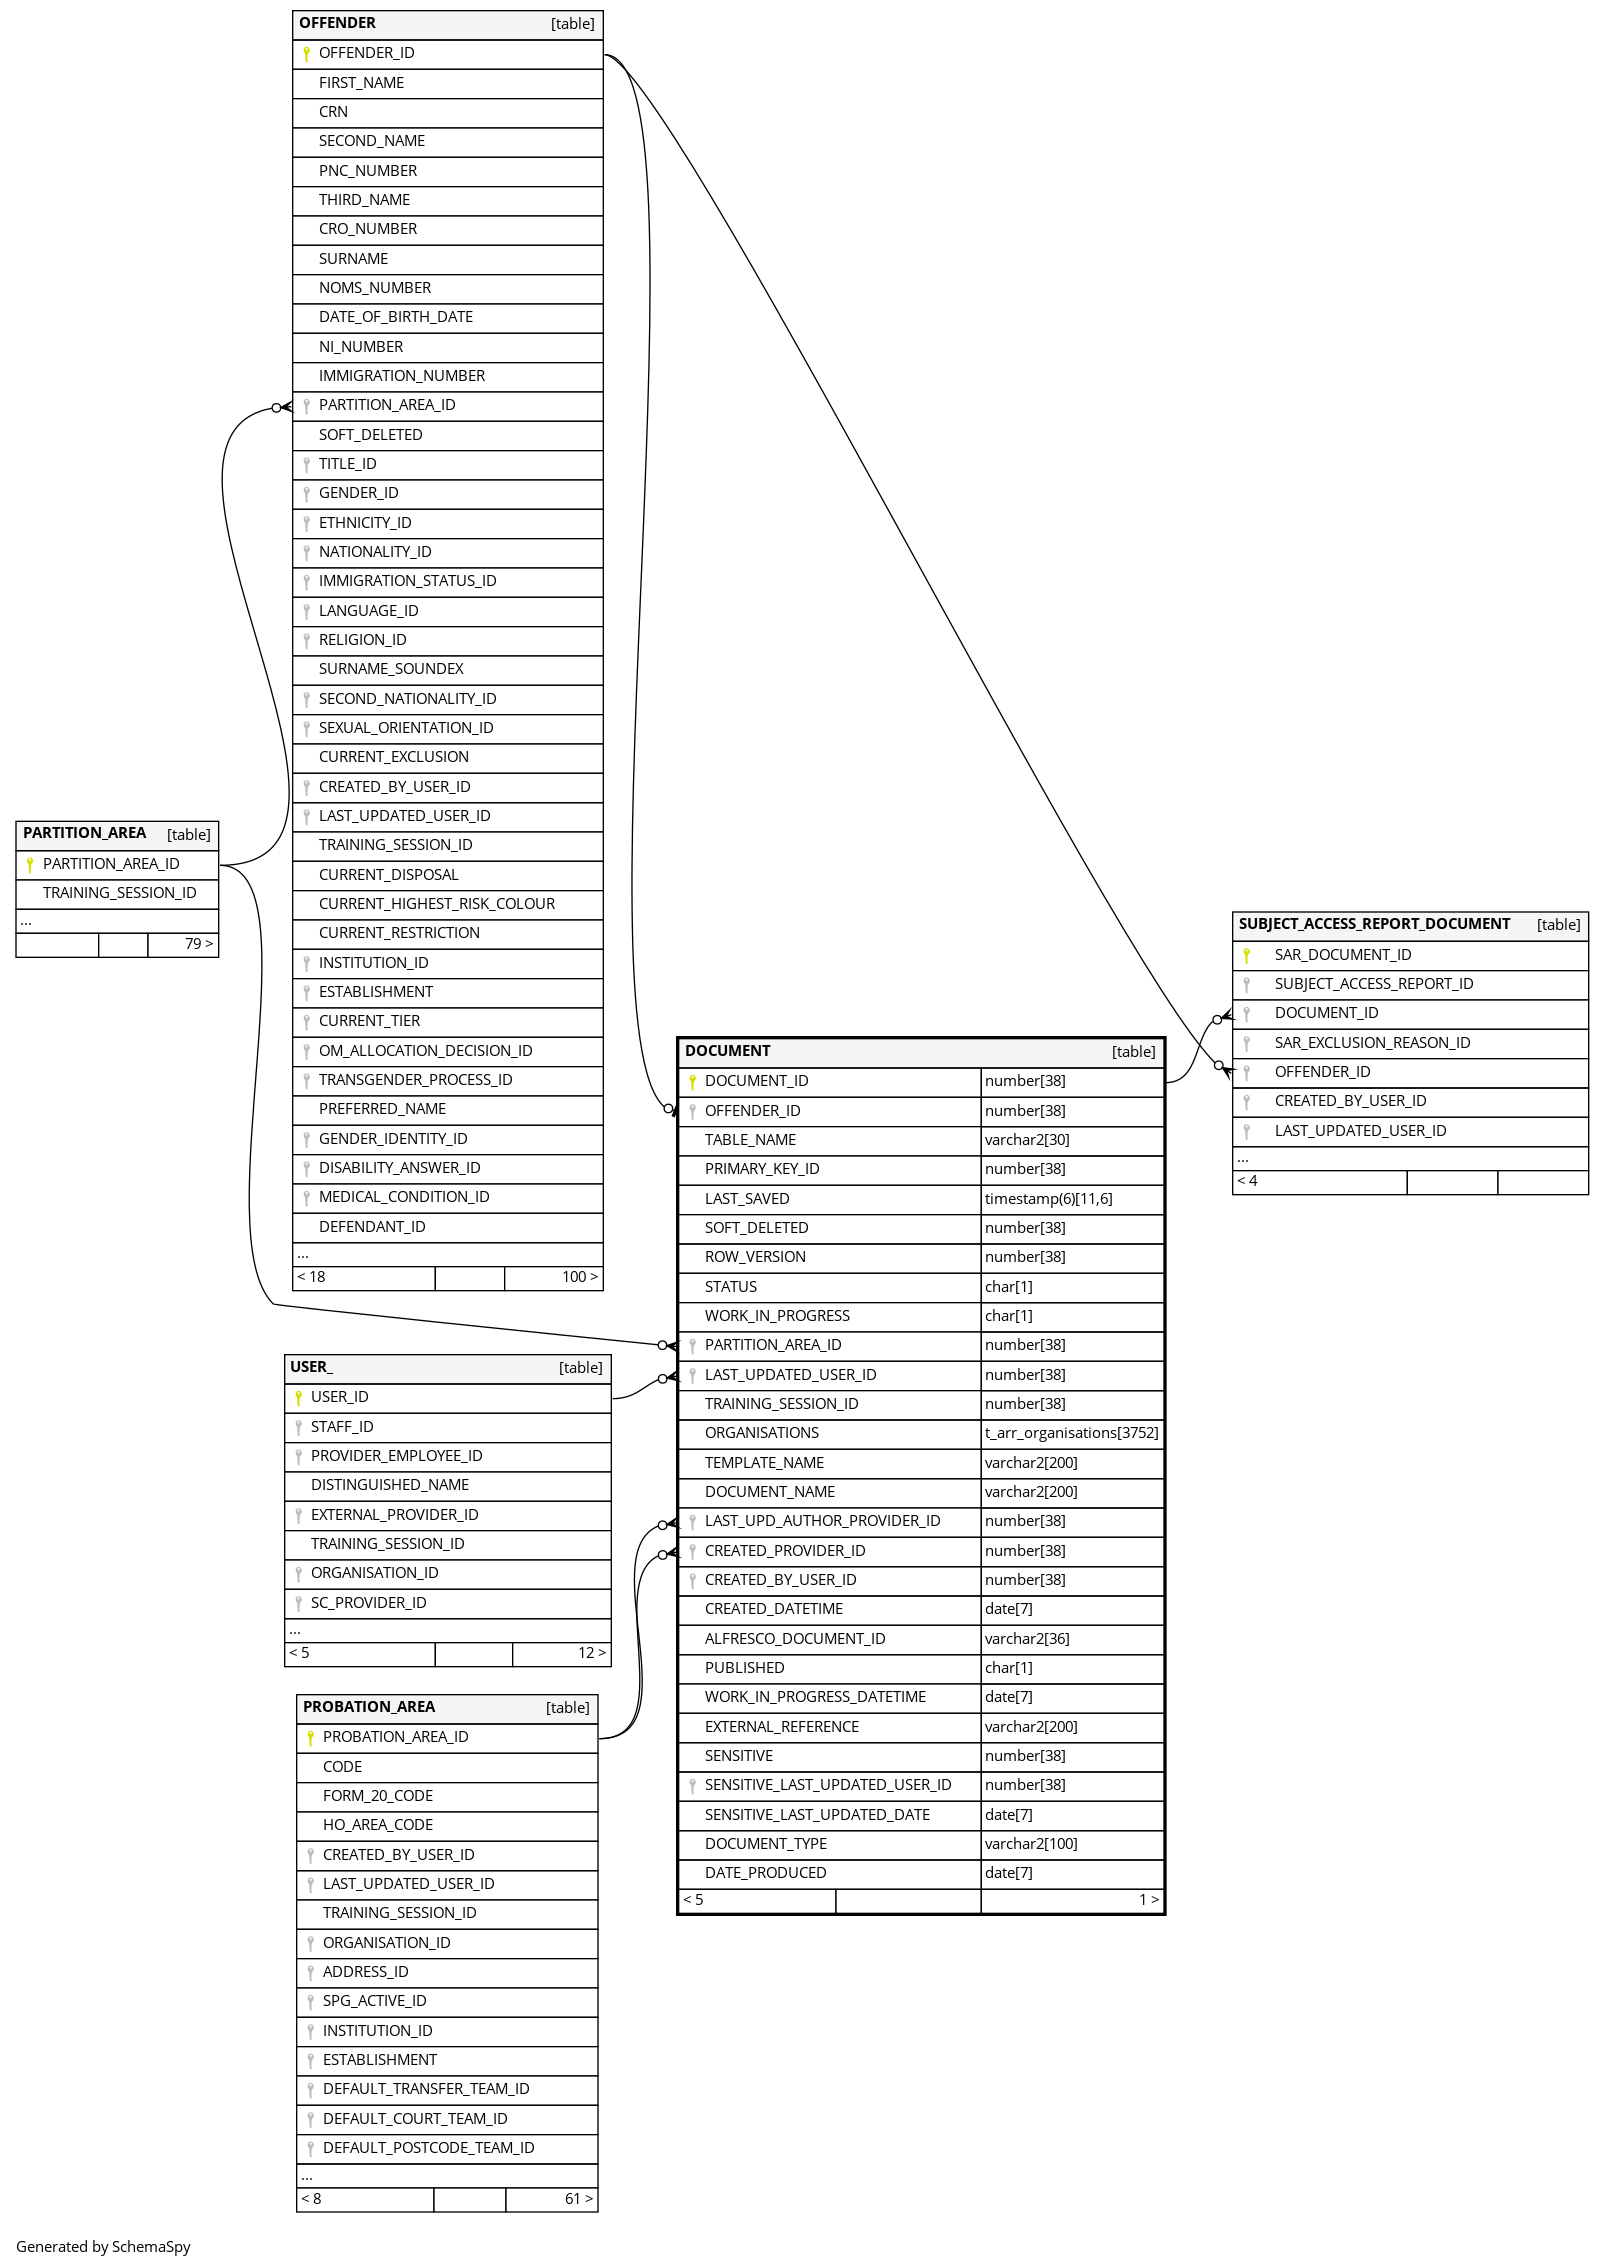 OFFENDER [table]
OFFENDER_ID
FIRST_NAME
CRN
SECOND_NAME
PNC_NUMBER
THIRD_NAME
CRO_NUMBER
SURNAME
NOMS_NUMBER
DATE_OF_BIRTH_DATE
NI_NUMBER
IMMIGRATION_NUMBER
PARTITION_AREA_ID
SOFT_DELETED
TITLE_ID
GENDER_ID
ETHNICITY_ID
NATIONALITY_ID
IMMIGRATION_STATUS_ID
LANGUAGE_ID
RELIGION_ID
SURNAME_SOUNDEX
SECOND_NATIONALITY_ID
SEXUAL_ORIENTATION_ID
CURRENT_EXCLUSION
CREATED_BY_USER_ID
LAST_UPDATED_USER_ID
TRAINING_SESSION_ID
CURRENT_DISPOSAL
CURRENT_HIGHEST_RISK_COLOUR
CURRENT_RESTRICTION
INSTITUTION_ID
ESTABLISHMENT
CURRENT_TIER
OM_ALLOCATION_DECISION_ID
TRANSGENDER_PROCESS_ID
PREFERRED_NAME
GENDER_IDENTITY_ID
DISABILITY_ANSWER_ID
MEDICAL_CONDITION_ID
DEFENDANT_ID
...
< 18 100 >
PARTITION_AREA [table]
PARTITION_AREA_ID
TRAINING_SESSION_ID
...
79 >
SUBJECT_ACCESS_REPORT_DOCUMENT [table]
SAR_DOCUMENT_ID
SUBJECT_ACCESS_REPORT_ID
DOCUMENT_ID
SAR_EXCLUSION_REASON_ID
OFFENDER_ID
CREATED_BY_USER_ID
LAST_UPDATED_USER_ID
...
< 4
DOCUMENT [table]
DOCUMENT_ID number[38]
OFFENDER_ID number[38]
TABLE_NAME varchar2[30]
PRIMARY_KEY_ID number[38]
LAST_SAVED timestamp(6)[11,6]
SOFT_DELETED number[38]
ROW_VERSION number[38]
STATUS char[1]
WORK_IN_PROGRESS char[1]
PARTITION_AREA_ID number[38]
LAST_UPDATED_USER_ID number[38]
TRAINING_SESSION_ID number[38]
ORGANISATIONS t_arr_organisations[3752]
TEMPLATE_NAME varchar2[200]
DOCUMENT_NAME varchar2[200]
LAST_UPD_AUTHOR_PROVIDER_ID number[38]
CREATED_PROVIDER_ID number[38]
CREATED_BY_USER_ID number[38]
CREATED_DATETIME date[7]
ALFRESCO_DOCUMENT_ID varchar2[36]
PUBLISHED char[1]
WORK_IN_PROGRESS_DATETIME date[7]
EXTERNAL_REFERENCE varchar2[200]
SENSITIVE number[38]
SENSITIVE_LAST_UPDATED_USER_ID number[38]
SENSITIVE_LAST_UPDATED_DATE date[7]
DOCUMENT_TYPE varchar2[100]
DATE_PRODUCED date[7]
< 5 1 >
USER_ [table]
USER_ID
STAFF_ID
PROVIDER_EMPLOYEE_ID
DISTINGUISHED_NAME
EXTERNAL_PROVIDER_ID
TRAINING_SESSION_ID
ORGANISATION_ID
SC_PROVIDER_ID
...
< 5 12 >
PROBATION_AREA [table]
PROBATION_AREA_ID
CODE
FORM_20_CODE
HO_AREA_CODE
CREATED_BY_USER_ID
LAST_UPDATED_USER_ID
TRAINING_SESSION_ID
ORGANISATION_ID
ADDRESS_ID
SPG_ACTIVE_ID
INSTITUTION_ID
ESTABLISHMENT
DEFAULT_TRANSFER_TEAM_ID
DEFAULT_COURT_TEAM_ID
DEFAULT_POSTCODE_TEAM_ID
...
< 8 61 >
Generated by SchemaSpy